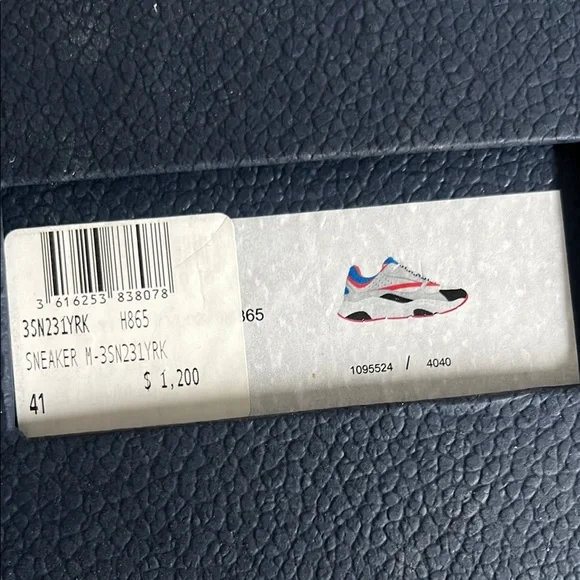 3 616253 838078
3SN231YRK H865
SNEAKER M-3SN231YRK
$ 1,200
41
865
1095524 / 4040